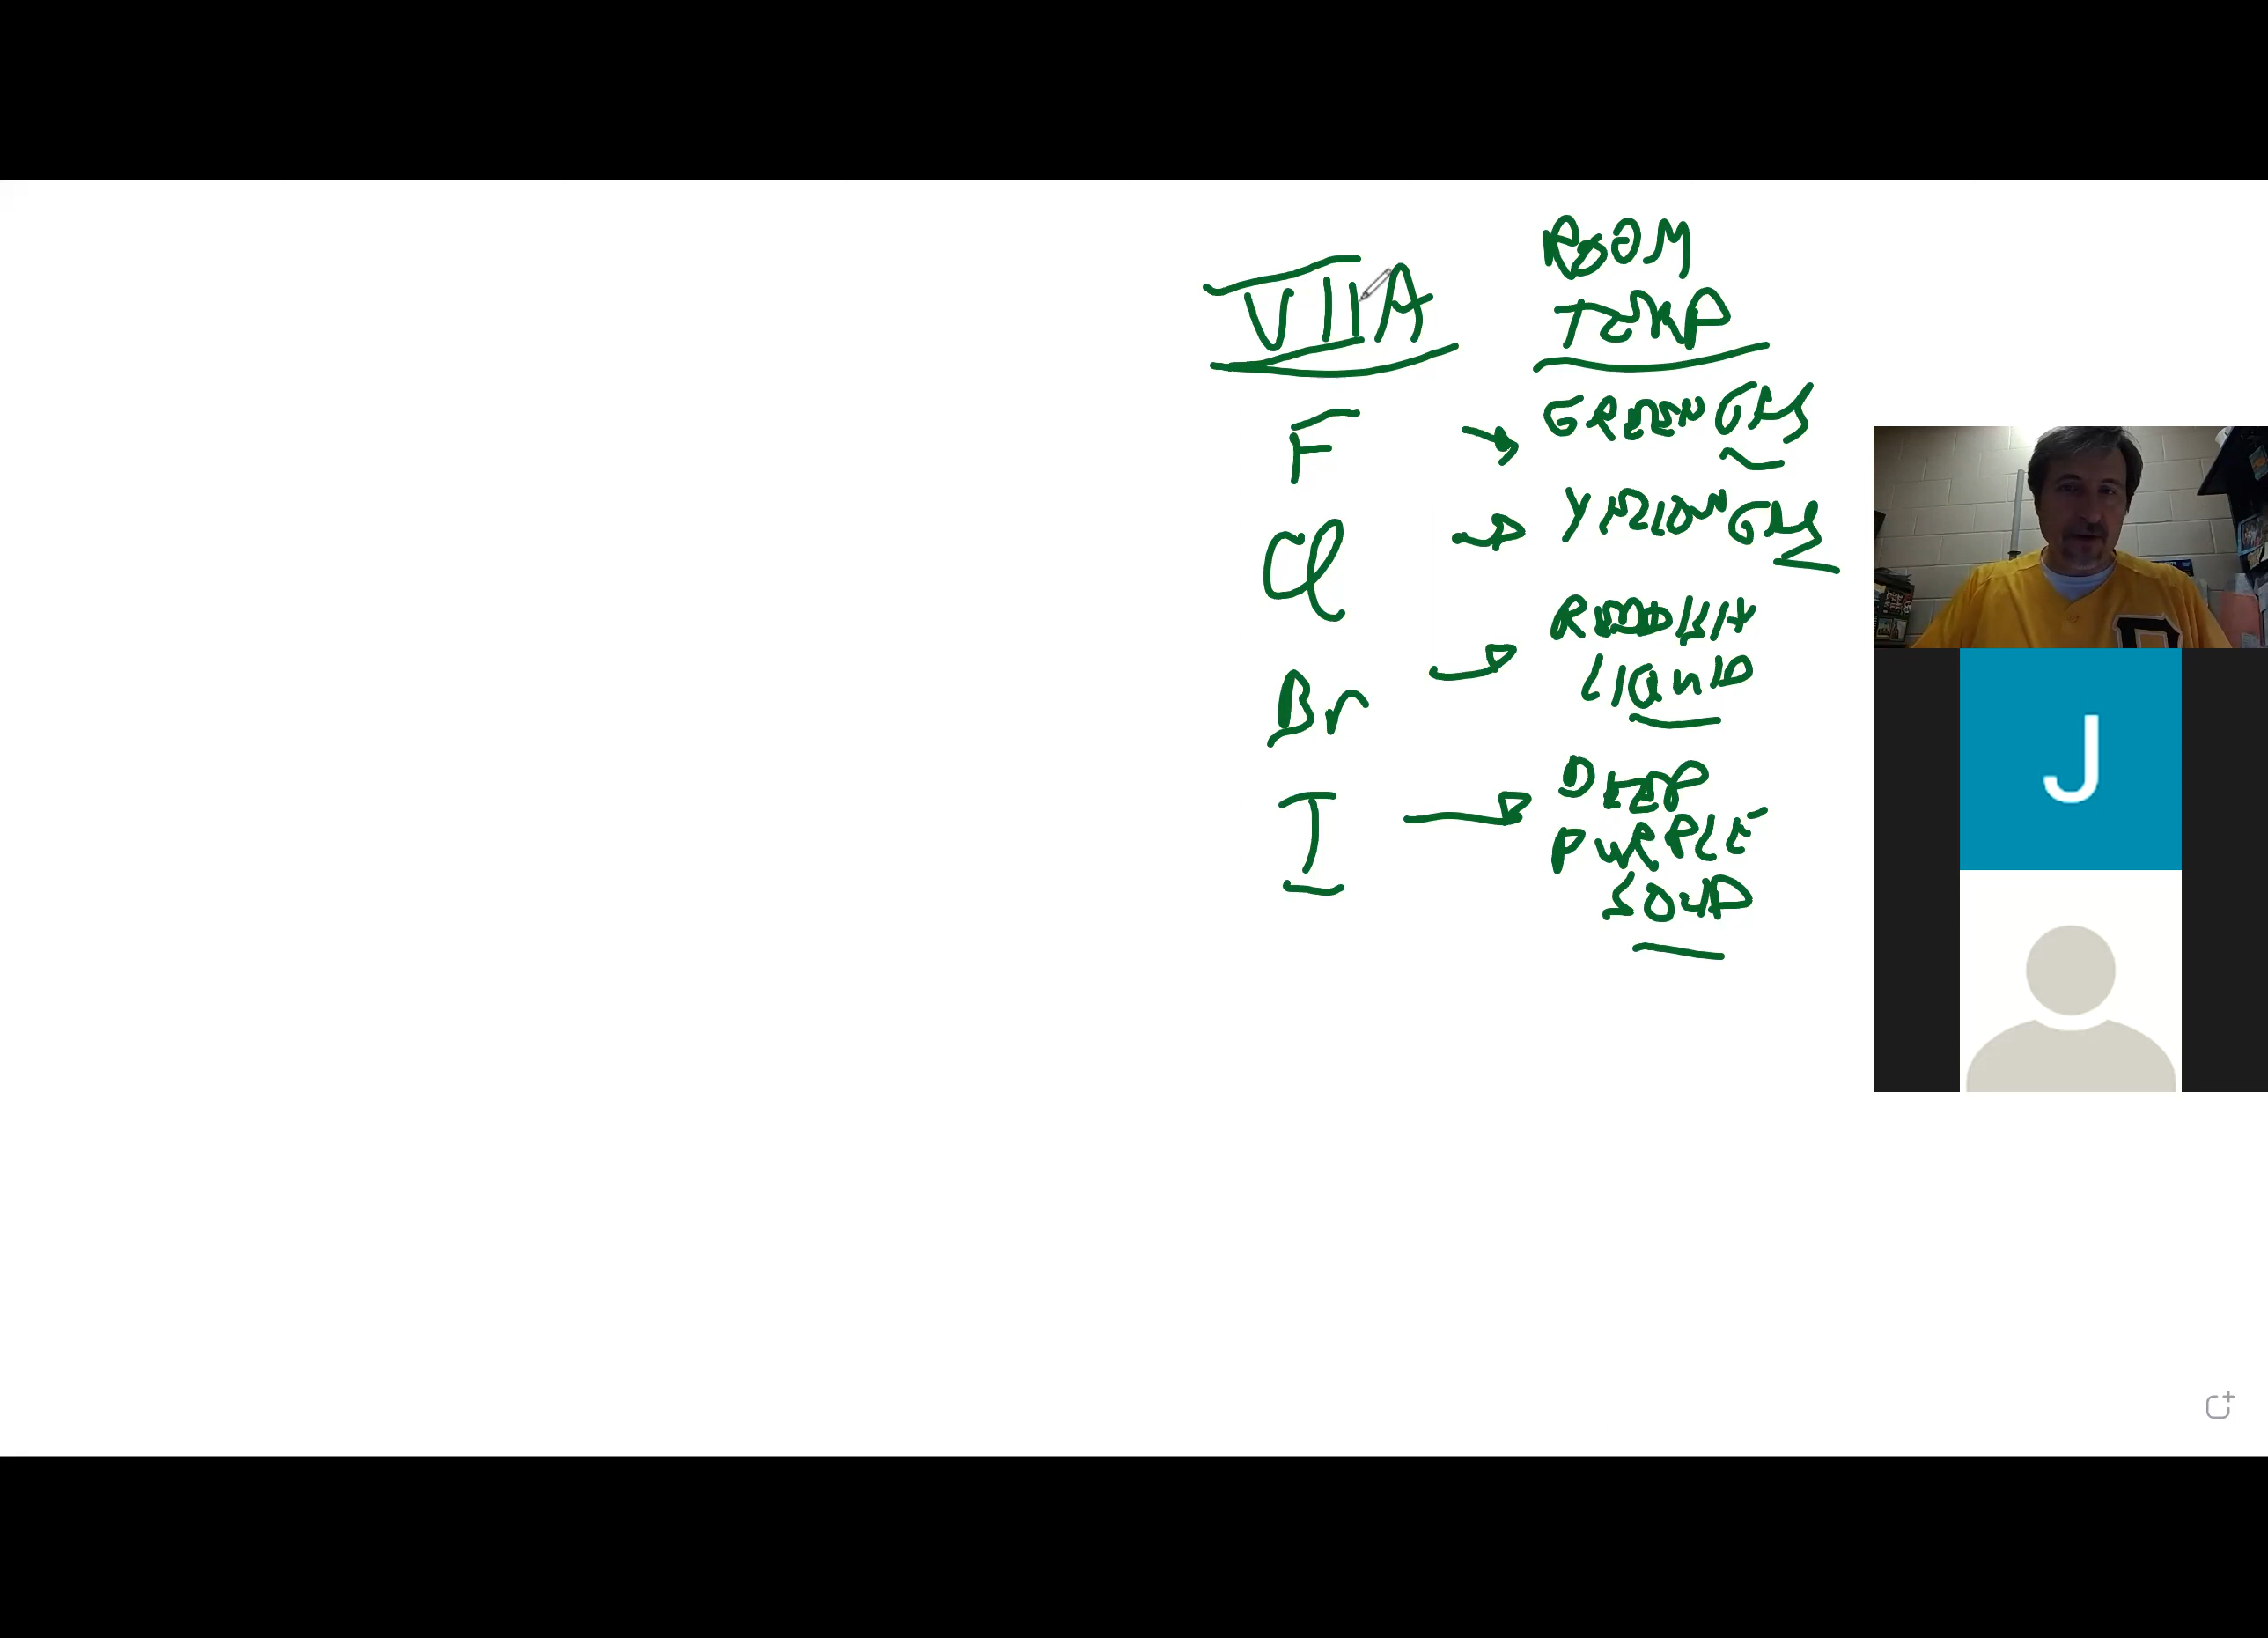 VIIA
ROOM
TEMP
F → GREEN GAS
Cl → YELLOW GAS
Br → REDDISH
LIQUID
I → DEEP
PURPLE
SOLID
J